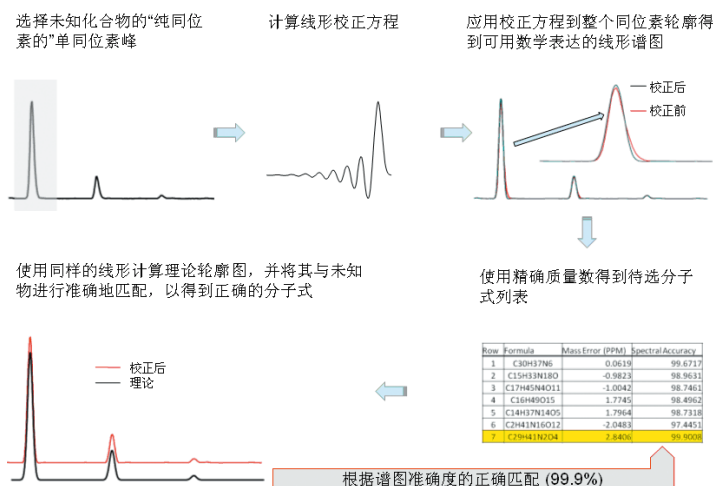 选择未知化合物的“纯同位
素的”单同位素峰
计算线形校正方程
应用校正方程到整个同位素轮廓得
到可用数学表达的线形谱图
校正后
校正前
使用同样的线形计算理论轮廓图，并将其与未知
物进行准确地匹配，以得到正确的分子式
使用精确质量数得到待选分子
式列表
校正后
理论
Row Formula Mass Error (PPM) Spectral Accuracy
1 C30H37N6 0.0619 99.6717
2 C15H33N18O -0.9823 98.9631
3 C17H45N4O11 -1.0042 98.7461
4 C16H49O15 1.7745 98.4962
5 C14H37N14O5 1.7964 98.7318
6 C2H41N16O12 -2.0483 97.4451
7 C29H41N2O4 2.8406 99.9008
根据谱图准确度的正确匹配 (99.9%)